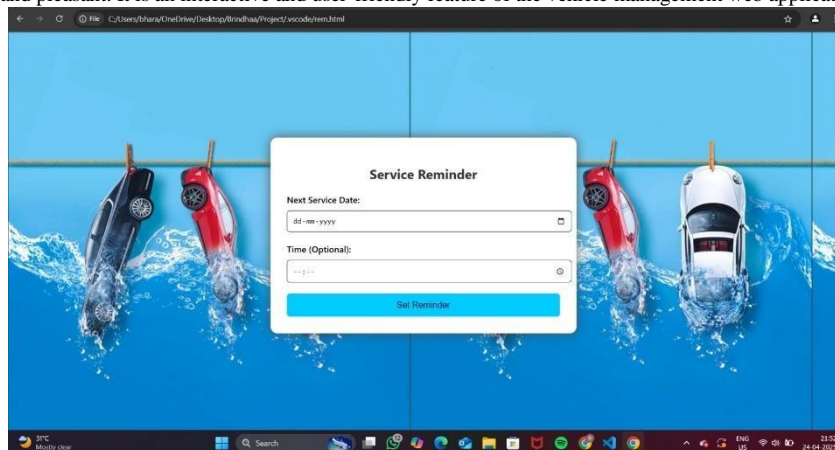 and pleasant. It is an interactive and user-friendly feature of the vehicle management web applica
File C:/Users/bhara/OneDrive/Desktop/Brindhaa/Project/.vscode/rem.html
Service Reminder
Next Service Date:
dd-mm-yyyy
Time (Optional):
--:--
Set Reminder
31°C
Mostly clear
Search
ENG
US
21:52
24-04-2025